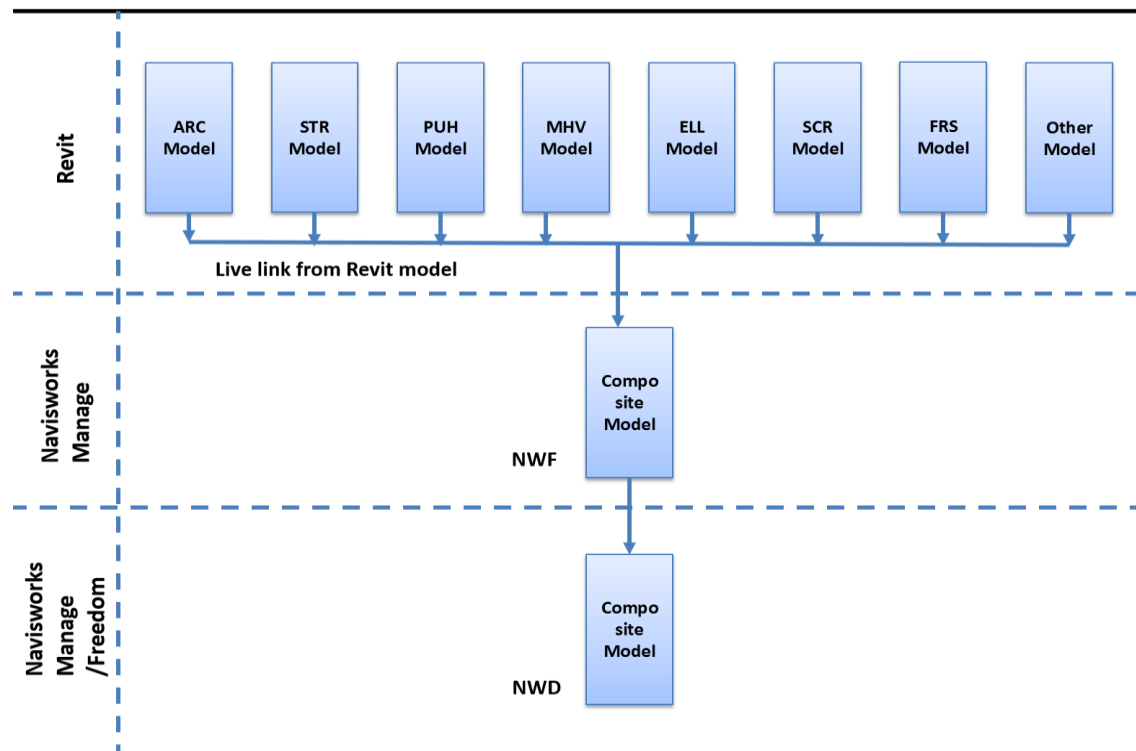 Revit
ARC
Model
STR
Model
PUH
Model
MHV
Model
ELL
Model
SCR
Model
FRS
Model
Other
Model
Live link from Revit model
Navisworks
Manage
Compo
site
Model
NWF
Navisworks
Manage
/Freedom
Compo
site
Model
NWD